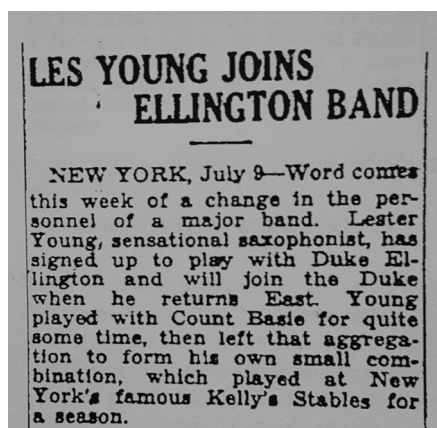 LES YOUNG JOINS
ELLINGTON BAND
NEW YORK, July 9—Word comes
this week of a change in the per-
sonnel of a major band. Lester
Young, sensational saxophonist, has
signed up to play with Duke El-
lington and will join the Duke
when he returns East. Young
played with Count Basie for quite
some time, then left that aggrega-
tion to form his own small com-
bination, which played at New
York's famous Kelly's Stables for
a season.